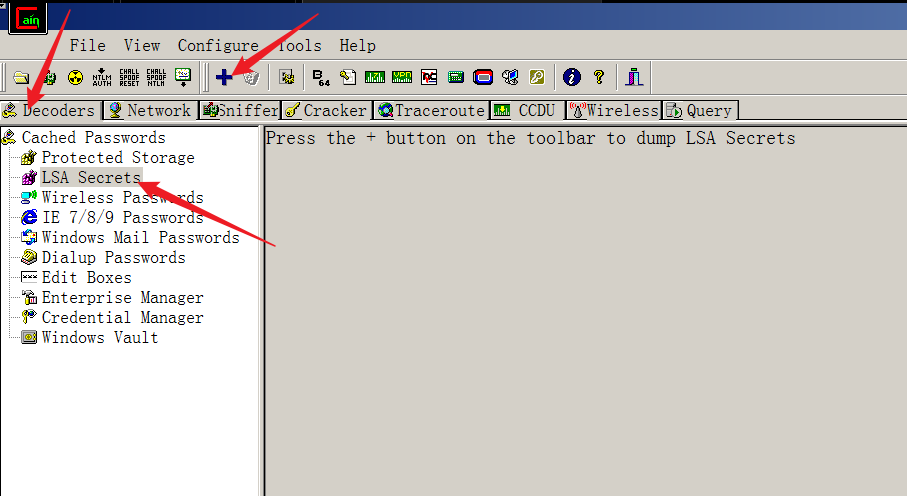 Cain
File View Configure Tools Help
NTLM AUTH CHALL SPOOF RESET CHALL SPOOF NTLM B64
Decoders Network Sniffer Cracker Traceroute CCDU Wireless Query
Cached Passwords
Protected Storage
LSA Secrets
Wireless Passwords
IE 7/8/9 Passwords
Windows Mail Passwords
Dialup Passwords
Edit Boxes
Enterprise Manager
Credential Manager
Windows Vault
Press the + button on the toolbar to dump LSA Secrets